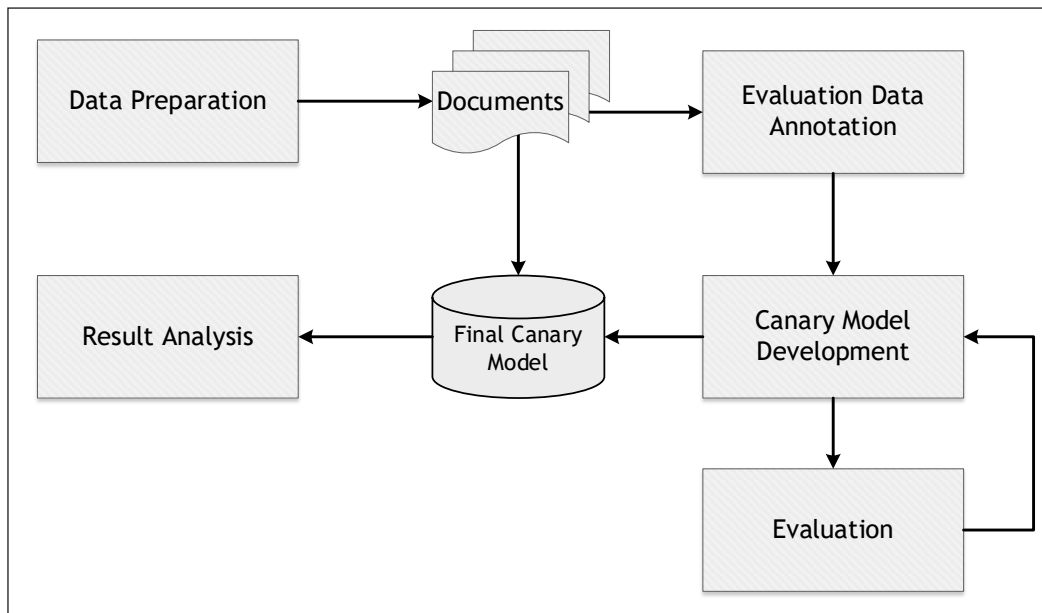 Data Preparation
Documents
Evaluation Data
Annotation
Result Analysis
Final Canary
Model
Canary Model
Development
Evaluation